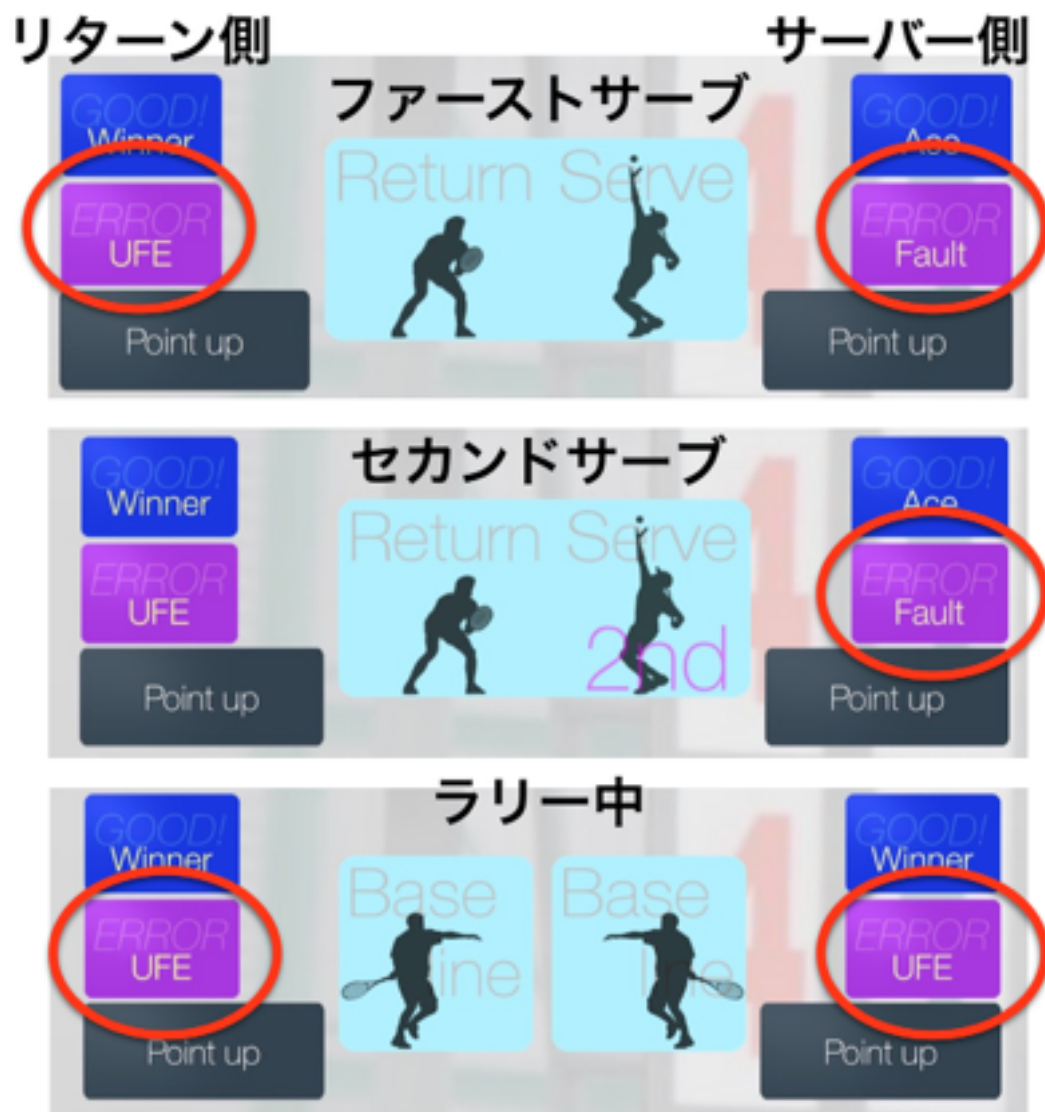 リターン側
サーバー側
ファーストサーブ
GOOD!
Winner
ERROR
UFE
Point up
Return Serve
GOOD!
Ace
ERROR
Fault
Point up
セカンドサーブ
GOOD!
Winner
ERROR
UFE
Point up
Return Serve
2nd
GOOD!
Ace
ERROR
Fault
Point up
ラリー中
GOOD!
Winner
ERROR
UFE
Point up
Base
line
Base
line
GOOD!
Winner
ERROR
UFE
Point up